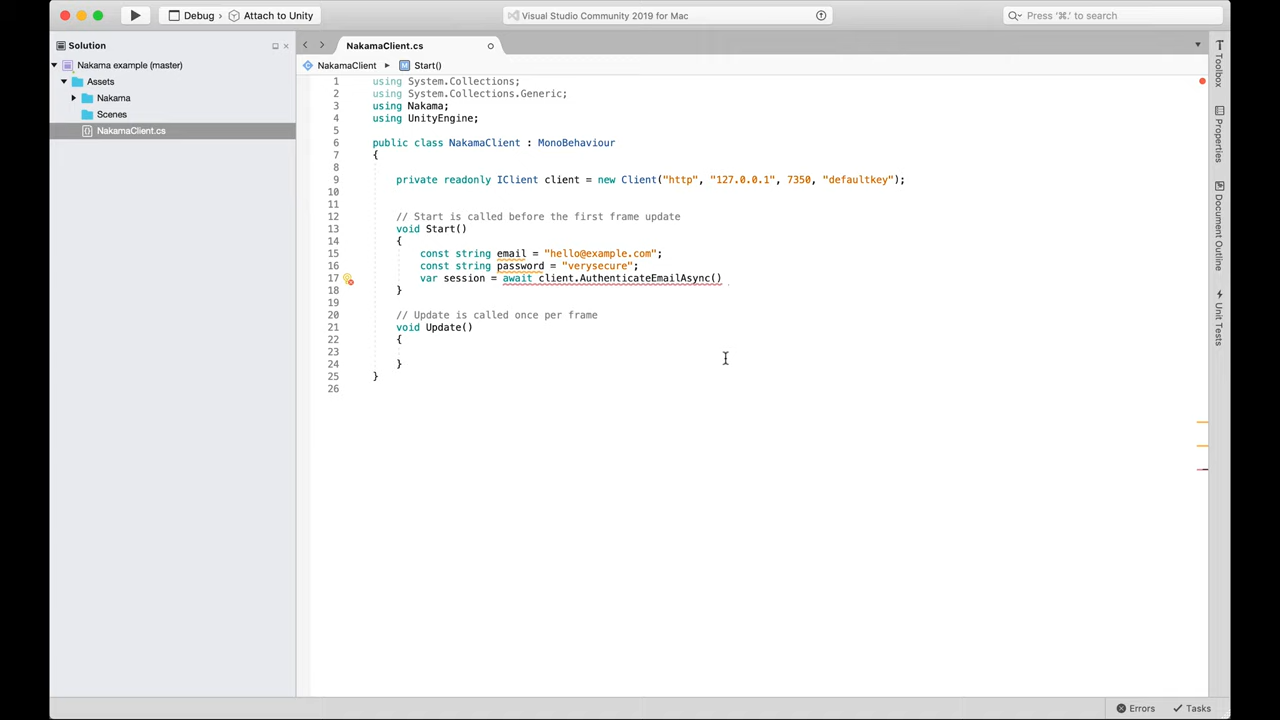 Debug
Attach to Unity
Visual Studio Community 2019 for Mac
Press '⌘.' to search
Solution
NakamaClient.cs
Nakama example (master)
Assets
Nakama
Scenes
NakamaClient.cs
NakamaClient
Start()
1 using System.Collections;
2 using System.Collections.Generic;
3 using Nakama;
4 using UnityEngine;
5
6 public class NakamaClient : MonoBehaviour
7 {
8
9 private readonly IClient client = new Client("http", "127.0.0.1", 7350, "defaultkey");
10
11
12 // Start is called before the first frame update
13 void Start()
14 {
15 const string email = "hello@example.com";
16 const string password = "verysecure";
17 var session = await client.AuthenticateEmailAsync()
18 }
19
20 // Update is called once per frame
21 void Update()
22 {
23
24 }
25 }
26
Toolbox
Properties
Document Outline
Unit Tests
Errors
Tasks